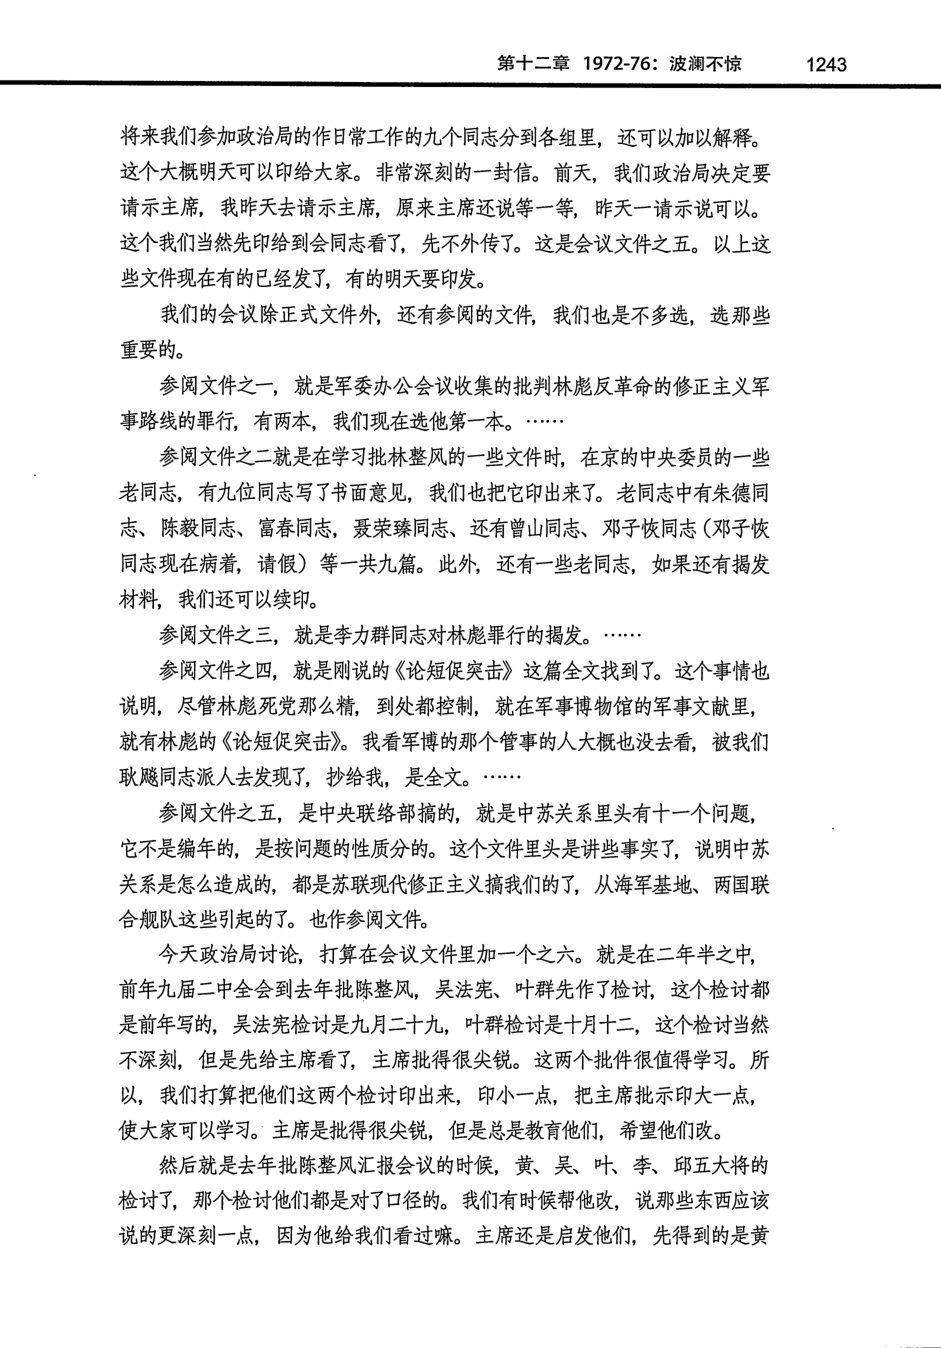 第十二章 1972-76：波澜不惊 1243
将来我们参加政治局的作日常工作的九个同志分到各组里，还可以加以解释。
这个大概明天可以印给大家。非常深刻的一封信。前天，我们政治局决定要
请示主席，我昨天去请示主席，原来主席还说等一等，昨天一请示说可以。
这个我们当然先印给到会同志看了，先不外传了。这是会议文件之五。以上这
些文件现在有的已经发了，有的明天要印发。
我们的会议除正式文件外，还有参阅的文件，我们也是不多选，选那些
重要的。
参阅文件之一，就是军委办公会议收集的批判林彪反革命的修正主义军
事路线的罪行，有两本，我们现在选他第一本。……
参阅文件之二就是在学习批林整风的一些文件时，在京的中央委员的一些
老同志，有九位同志写了书面意见，我们也把它印出来了。老同志中有朱德同
志、陈毅同志、富春同志，聂荣臻同志、还有曾山同志、邓子恢同志（邓子恢
同志现在病着，请假）等一共九篇。此外，还有一些老同志，如果还有揭发
材料，我们还可以续印。
参阅文件之三，就是李力群同志对林彪罪行的揭发。……
参阅文件之四，就是刚说的《论短促突击》这篇全文找到了。这个事情也
说明，尽管林彪死党那么精，到处都控制，就在军事博物馆的军事文献里，
就有林彪的《论短促突击》。我看军博的那个管事的人大概也没去看，被我们
耿飚同志派人去发现了，抄给我，是全文。……
参阅文件之五，是中央联络部搞的，就是中苏关系里头有十一个问题，
它不是编年的，是按问题的性质分的。这个文件里头是讲些事实了，说明中苏
关系是怎么造成的，都是苏联现代修正主义搞我们的了，从海军基地、两国联
合舰队这些引起的了。也作参阅文件。
今天政治局讨论，打算在会议文件里加一个之六。就是在二年半之中，
前年九届二中全会到去年批陈整风，吴法宪、叶群先作了检讨，这个检讨都
是前年写的，吴法宪检讨是九月二十九，叶群检讨是十月十二，这个检讨当然
不深刻，但是先给主席看了，主席批得很尖锐。这两个批件很值得学习。所
以，我们打算把他们这两个检讨印出来，印小一点，把主席批示印大一点，
使大家可以学习。主席是批得很尖锐，但是总是教育他们，希望他们改。
然后就是去年批陈整风汇报会议的时候，黄、吴、叶、李、邱五大将的
检讨了，那个检讨他们都是对了口径的。我们有时候帮他改，说那些东西应该
说的更深刻一点，因为他给我们看过嘛。主席还是启发他们，先得到的是黄